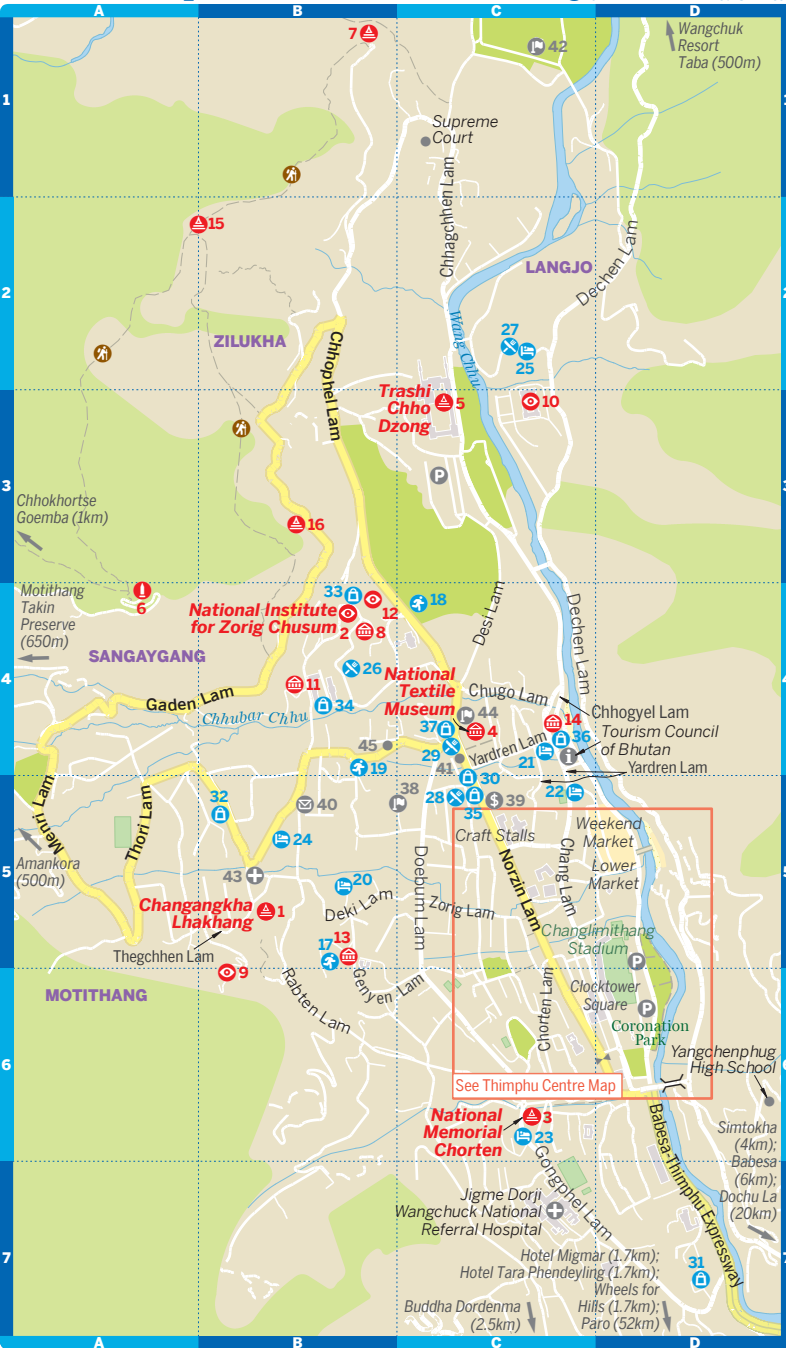 A
B
C
D
7
42
Wangchuk
Resort
Taba (500m)
1
Supreme
Court
Chhagchhen Lam
15
LANGJO
Dechen Lam
2
2
ZILUKHA
Chhophel Lam
Wang Chhu
27
25
Trashi
Chho
Dzong
5
10
P
3
3
Chhokhortse
Goemba (1km)
16
Motithang
Takin
Preserve
(650m)
6
33
National Institute
for Zorig Chusum
2
12
8
18
Desi Lam
Dechen Lam
SANGAYGANG
26
4
4
11
National
Textile
Museum
Gaden Lam
34
Chhubar Chhu
Chugo Lam
44
4
14
Chhogyel Lam
37
36
Tourism Council
of Bhutan
45
29
Yardren Lam
21
i
41
Yardren Lam
19
30
22
Menri Lam
Thori Lam
32
40
38
28
35
$
39
24
Craft Stalls
Weekend
Market
Amankora
(500m)
Doebum Lam
Norzin Lam
Chang Lam
Lower
Market
5
5
43
20
Deki Lam
Zorig Lam
Changangkha
Lhakhang
1
Changlimithang
Stadium
Thegchhen Lam
17
13
P
9
MOTITHANG
Rabten Lam
Genyen Lam
Chorten Lam
Clocktower
Square
P
Coronation
Park
6
6
Yangchenphug
High School
See Thimphu Centre Map
National
Memorial
Chorten
3
23
Babesa-Thimphu Expressway
Simtokha
(4km);
Babesa
(6km);
Dochu La
(20km)
Gongphel Lam
Jigme Dorji
Wangchuck National
Referral Hospital
7
7
Hotel Migmar (1.7km);
Hotel Tara Phendeyling (1.7km);
Wheels for
Hills (1.7km);
Paro (52km)
31
Buddha Dordenma
(2.5km)
A
B
C
D